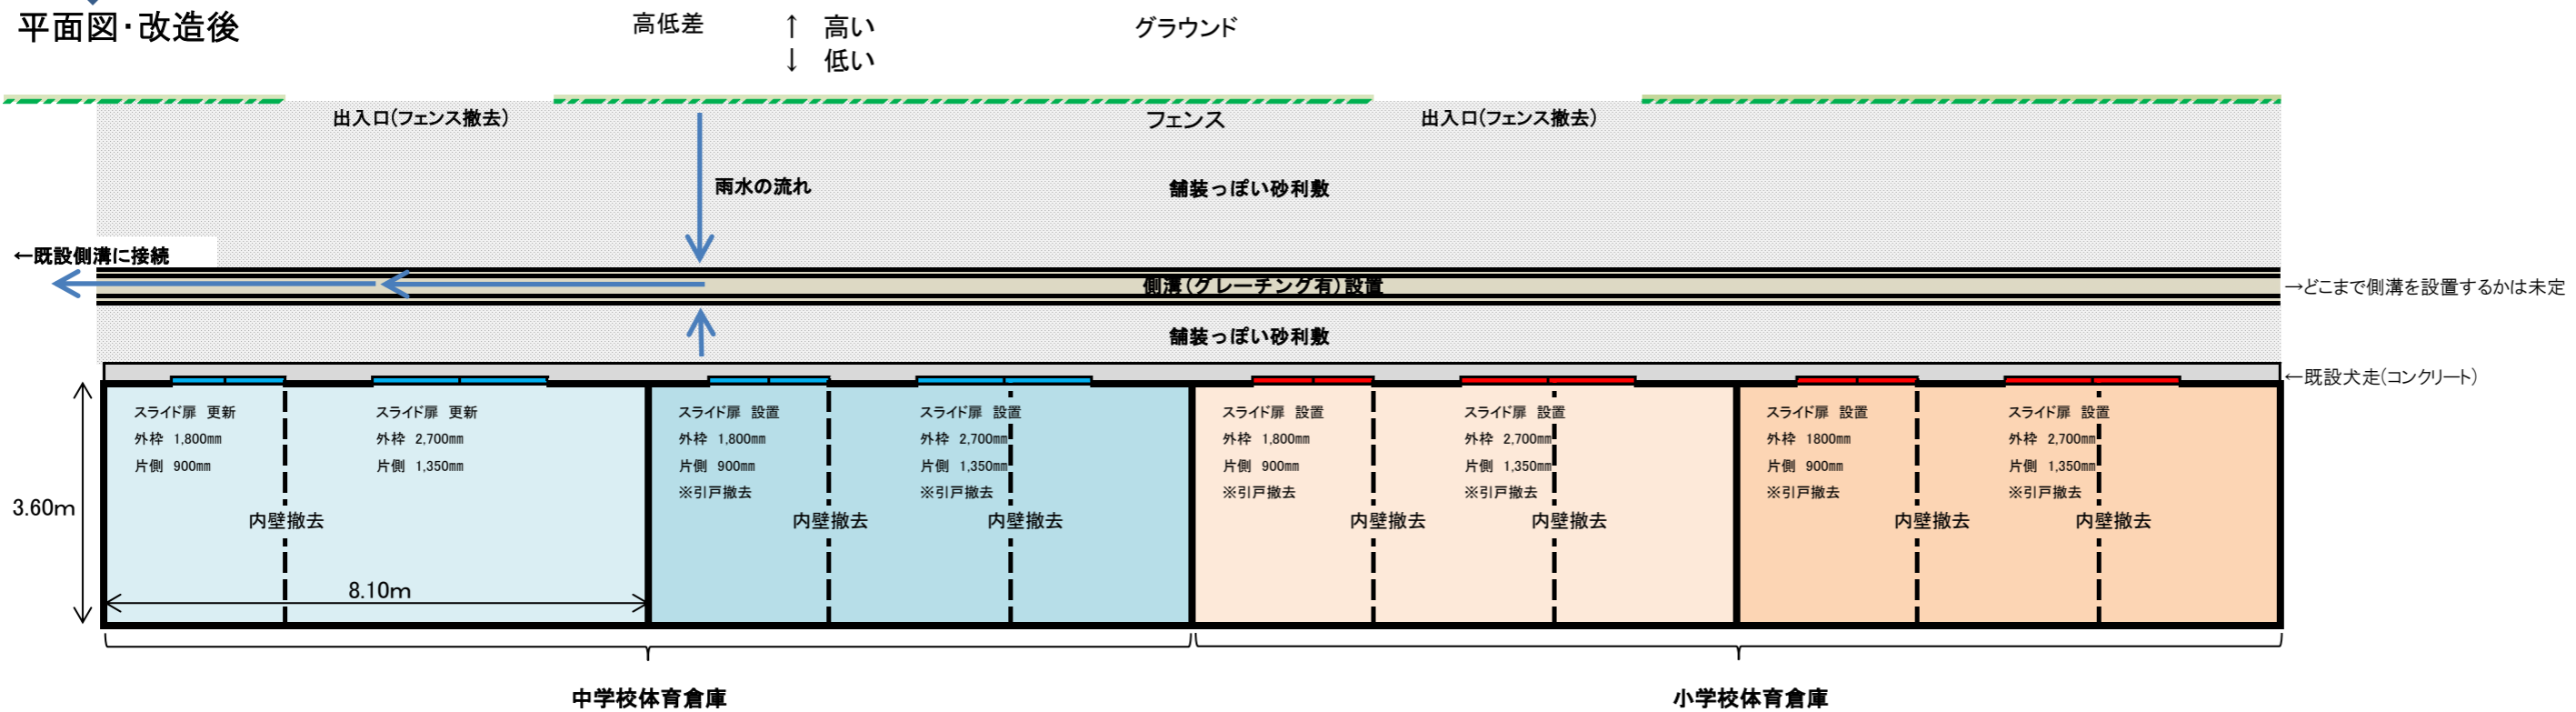 平面図・改造後
高低差
↑ 高い
↓ 低い
グラウンド
出入口(フェンス撤去)
フェンス
出入口(フェンス撤去)
雨水の流れ
舗装っぽい砂利敷
←既設側溝に接続
側溝(グレーチング有)設置
→どこまで側溝を設置するかは未定
舗装っぽい砂利敷
←既設犬走(コンクリート)
スライド扉 更新
外枠 1,800㎜
片側 900㎜
スライド扉 更新
外枠 2,700㎜
片側 1,350㎜
スライド扉 設置
外枠 1,800㎜
片側 900㎜
※引戸撤去
スライド扉 設置
外枠 2,700㎜
片側 1,350㎜
※引戸撤去
スライド扉 設置
外枠 1,800㎜
片側 900㎜
※引戸撤去
スライド扉 設置
外枠 2,700㎜
片側 1,350㎜
※引戸撤去
スライド扉 設置
外枠 1800㎜
片側 900㎜
※引戸撤去
スライド扉 設置
外枠 2,700㎜
片側 1,350㎜
※引戸撤去
3.60m
内壁撤去
内壁撤去
内壁撤去
内壁撤去
内壁撤去
内壁撤去
内壁撤去
8.10m
中学校体育倉庫
小学校体育倉庫